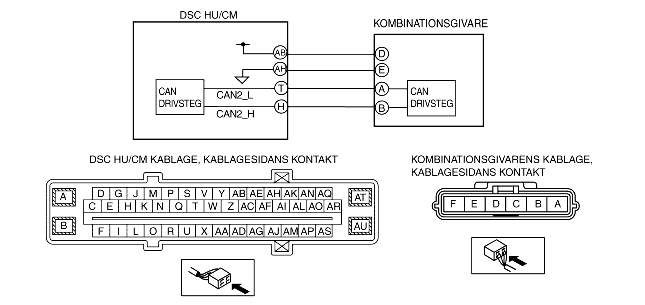 DSC HU/CM
KOMBINATIONSGIVARE
AB D
AH E
CAN DRIVSTEG
CAN2_L
T A
CAN DRIVSTEG
CAN2_H
H B
DSC HU/CM KABLAGE, KABLAGESIDANS KONTAKT
KOMBINATIONSGIVARENS KABLAGE,
KABLAGESIDANS KONTAKT
A D G J M P S V Y AB AE AH AK AN AQ AT
C E H K N Q T W Z AC AF AI AL AO AR
B F I L O R U X AA AD AG AJ AM AP AS AU
F E D C B A